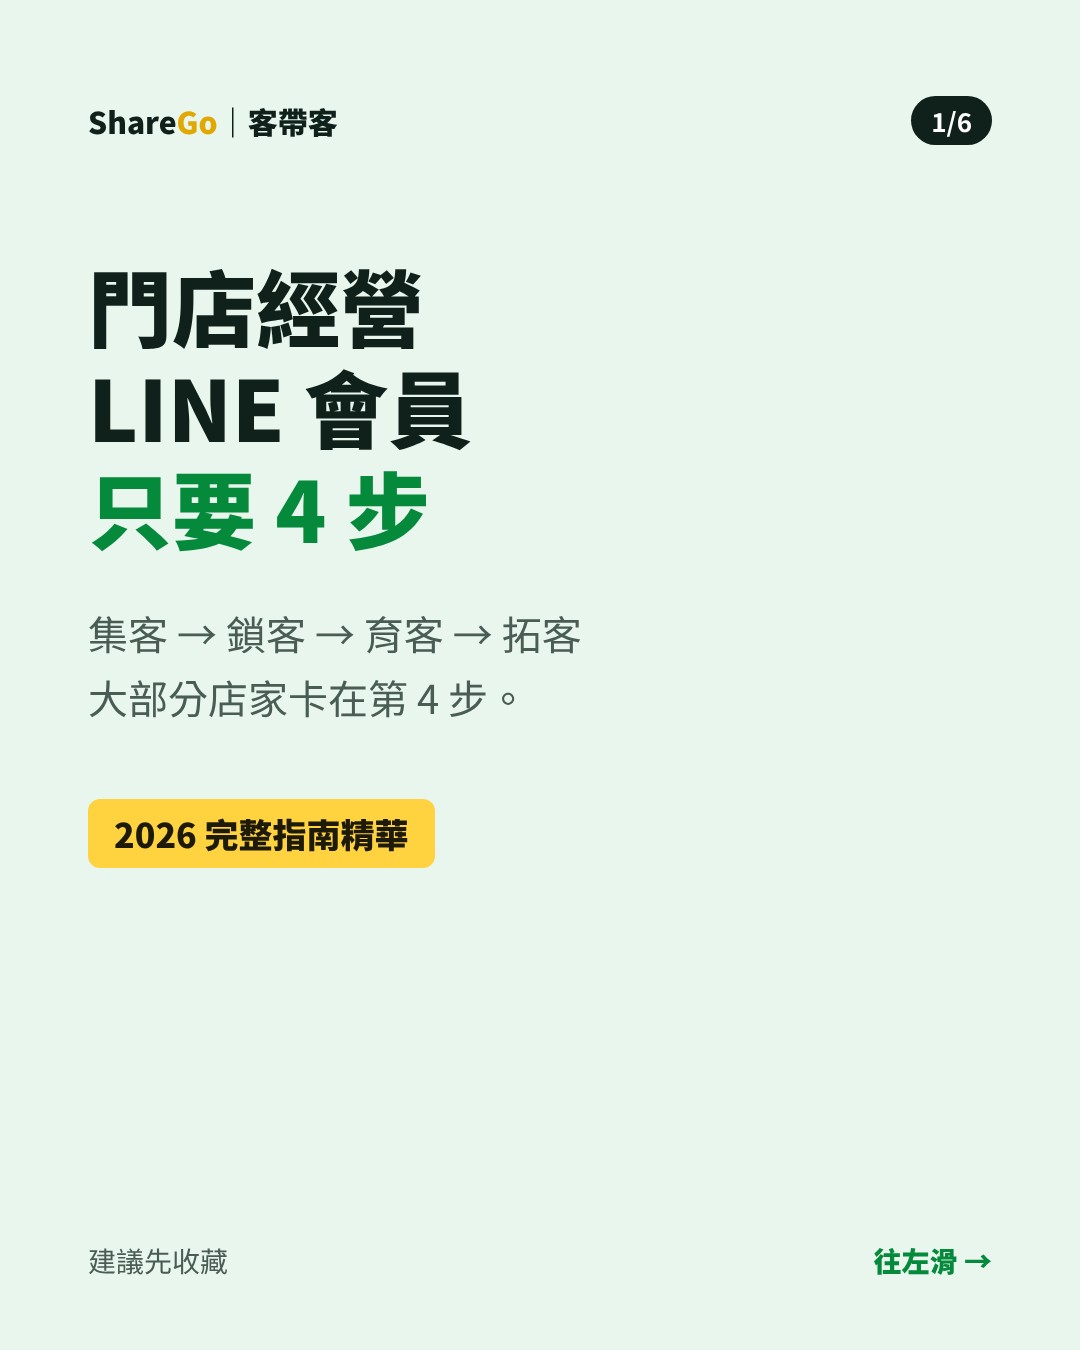 ShareGo｜客帶客
1/6
門店經營
LINE 會員
只要 4 步
集客 → 鎖客 → 育客 → 拓客
大部分店家卡在第 4 步。
2026 完整指南精華
建議先收藏
往左滑 →